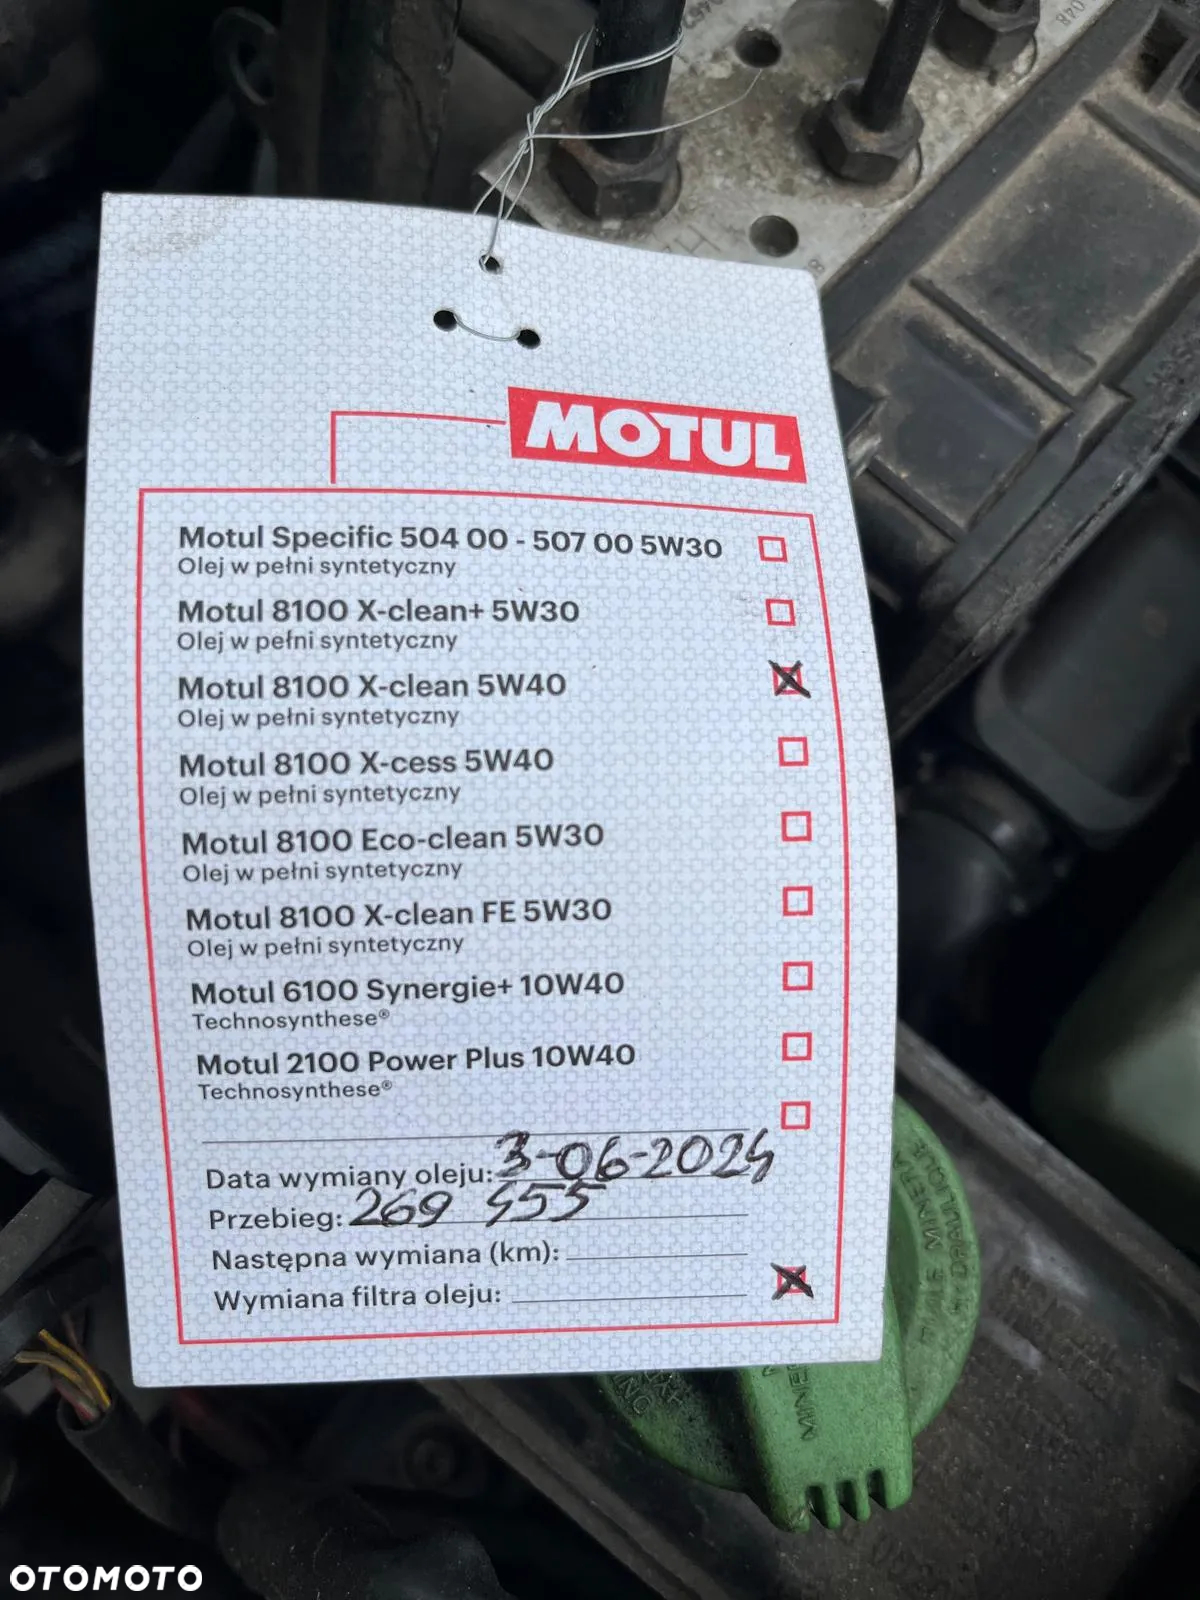 MOTUL
Motul Specific 504 00 - 507 00 5W30
Olej w pełni syntetyczny
Motul 8100 X-clean+ 5W30
Olej w pełni syntetyczny
Motul 8100 X-clean 5W40
Olej w pełni syntetyczny
Motul 8100 X-cess 5W40
Olej w pełni syntetyczny
Motul 8100 Eco-clean 5W30
Olej w pełni syntetyczny
Motul 8100 X-clean FE 5W30
Olej w pełni syntetyczny
Motul 6100 Synergie+ 10W40
Technosynthese®
Motul 2100 Power Plus 10W40
Technosynthese®
Data wymiany oleju: 3-06-2024
Przebieg: 269 455
Następna wymiana (km):
Wymiana filtra oleju:
OTOMOTO